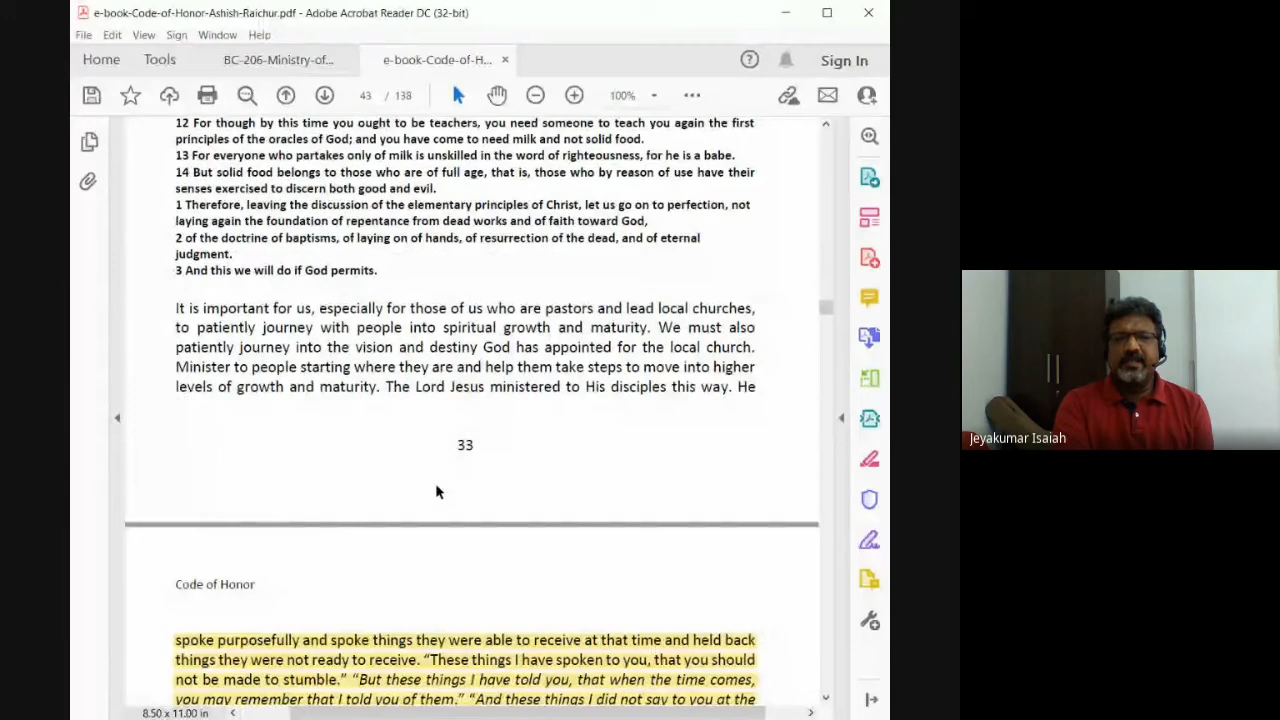 e-book-Code-of-Honor-Ashish-Raichur.pdf - Adobe Acrobat Reader DC (32-bit)
File Edit View Sign Window Help
Home Tools BC-206-Ministry-of... e-book-Code-of-H... × Sign In
43 / 138 100%
12 For though by this time you ought to be teachers, you need someone to teach you again the first
principles of the oracles of God; and you have come to need milk and not solid food.
13 For everyone who partakes only of milk is unskilled in the word of righteousness, for he is a babe.
14 But solid food belongs to those who are of full age, that is, those who by reason of use have their
senses exercised to discern both good and evil.
1 Therefore, leaving the discussion of the elementary principles of Christ, let us go on to perfection, not
laying again the foundation of repentance from dead works and of faith toward God,
2 of the doctrine of baptisms, of laying on of hands, of resurrection of the dead, and of eternal
judgment.
3 And this we will do if God permits.
It is important for us, especially for those of us who are pastors and lead local churches,
to patiently journey with people into spiritual growth and maturity. We must also
patiently journey into the vision and destiny God has appointed for the local church.
Minister to people starting where they are and help them take steps to move into higher
levels of growth and maturity. The Lord Jesus ministered to His disciples this way. He
33
Code of Honor
spoke purposefully and spoke things they were able to receive at that time and held back
things they were not ready to receive. “These things I have spoken to you, that you should
not be made to stumble.” “But these things I have told you, that when the time comes,
you may remember that I told you of them.” “And these things I did not say to you at the
8.50 x 11.00 in
Jeyakumar Isaiah